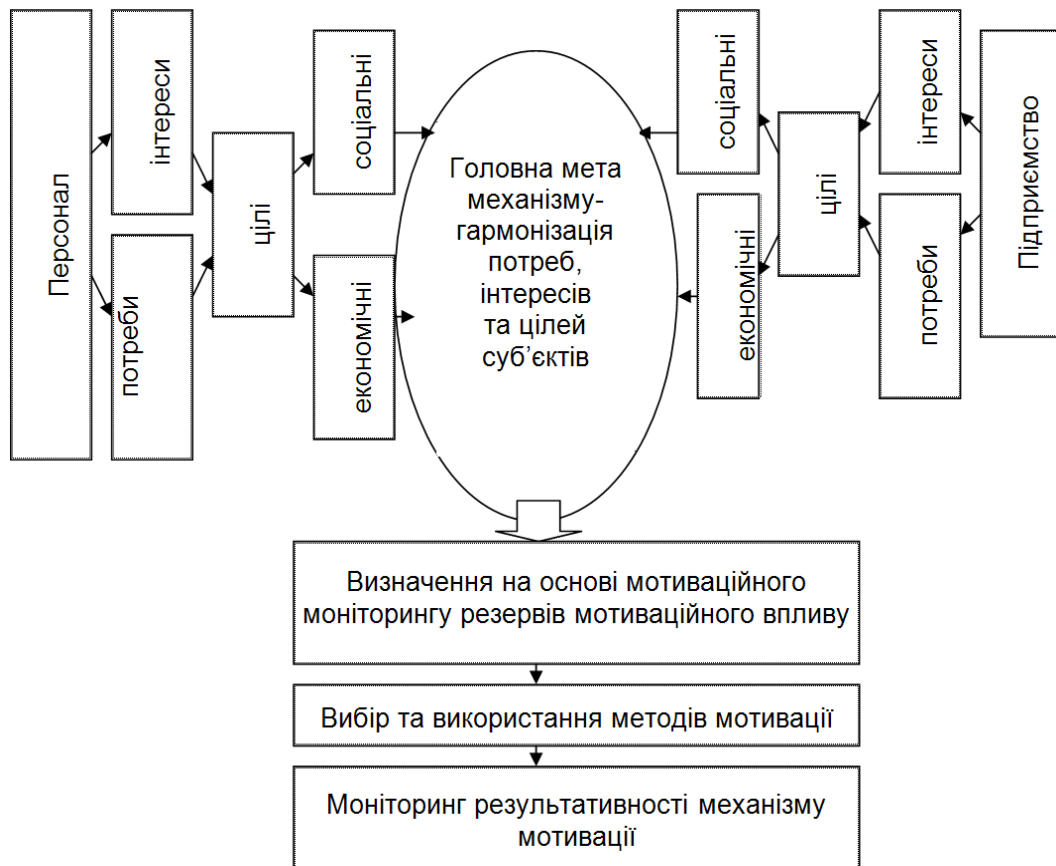 Персонал
інтереси
потреби
цілі
соціальні
економічні
Головна мета
механізму-
гармонізація
потреб,
інтересів
та цілей
суб’єктів
соціальні
економічні
цілі
інтереси
потреби
Підприємство
Визначення на основі мотиваційного
моніторингу резервів мотиваційного впливу
Вибір та використання методів мотивації
Моніторинг результативності механізму
мотивації